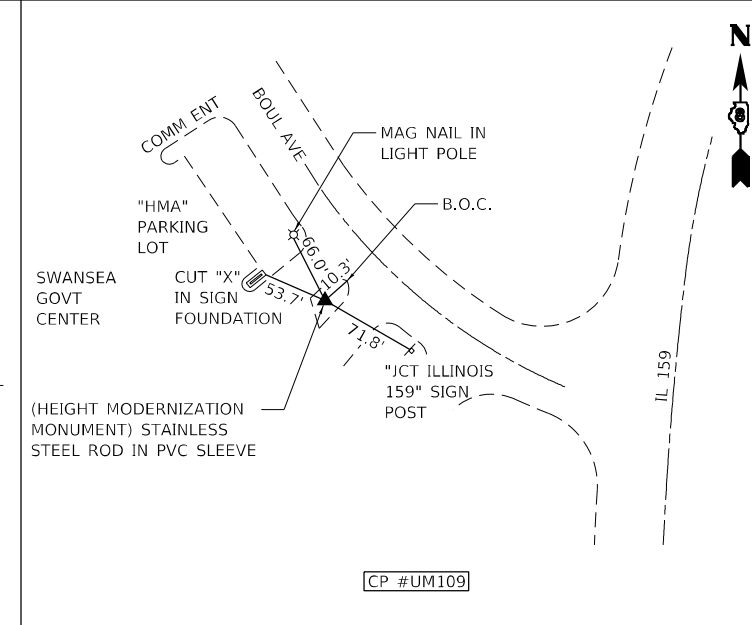 N
COMM ENT
BOUL AVE
MAG NAIL IN
LIGHT POLE
B.O.C.
"HMA"
PARKING
LOT
SWANSEA
GOVT
CENTER
CUT "X"
IN SIGN
FOUNDATION
66.0'
10.3'
53.7'
71.8'
"JCT ILLINOIS
159" SIGN
POST
IL 159
(HEIGHT MODERNIZATION
MONUMENT) STAINLESS
STEEL ROD IN PVC SLEEVE
CP #UM109
8